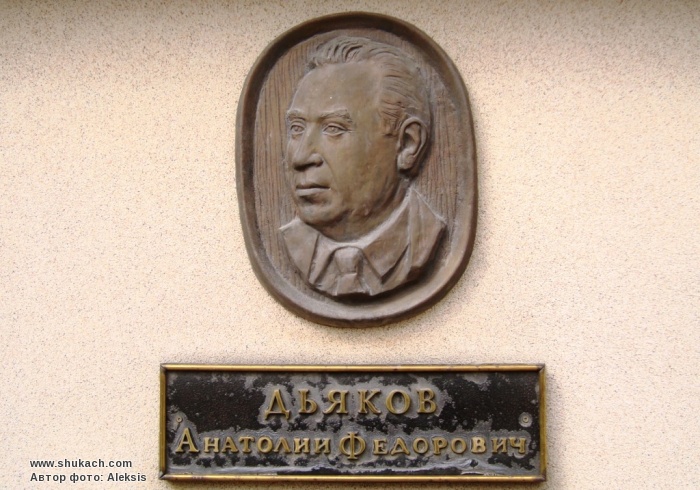 ДЬЯКОВ
АНАТОЛИЙ ФЕДОРОВИЧ
www.shukach.com
Автор фото: Aleksis